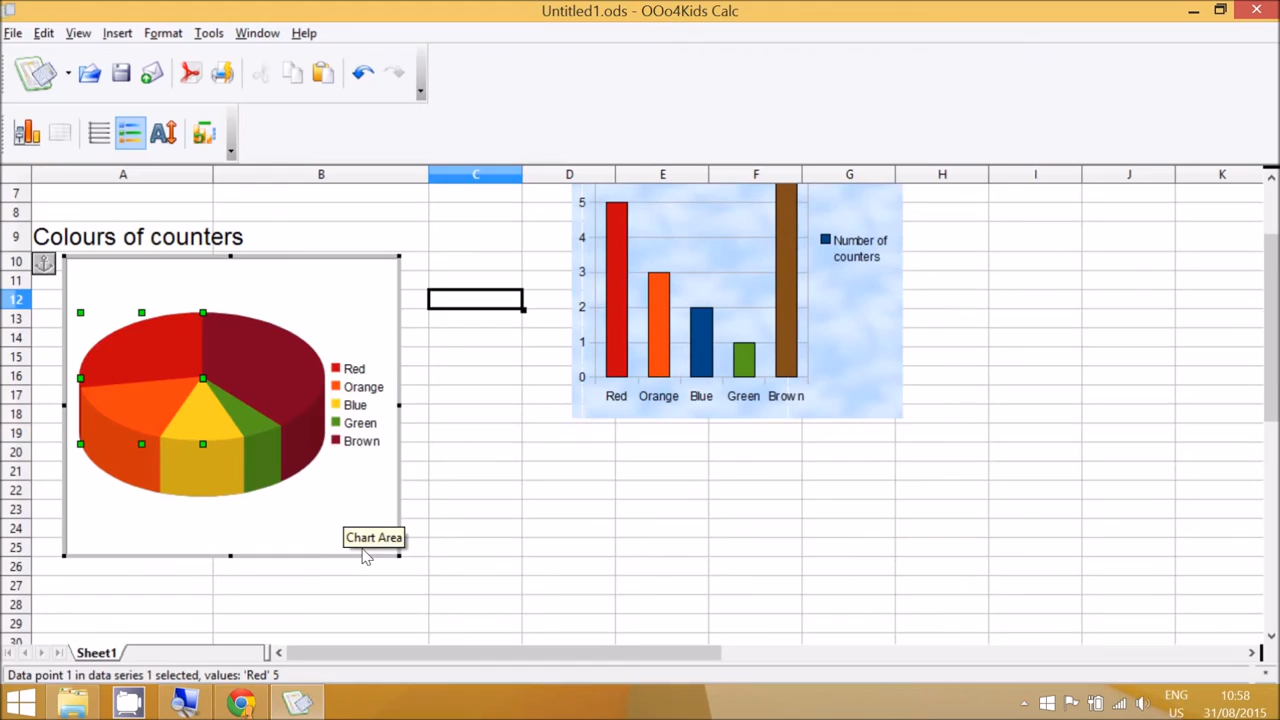 Untitled1.ods - OOo4Kids Calc
File Edit View Insert Format Tools Window Help
A B C D E F G H I J K
7
8
9 Colours of counters
10
11
12
13
14
15
16
17
18
19
20
21
22
23
24
25
26
27
28
29
30
Red
Orange
Blue
Green
Brown
Chart Area
5
4
3
2
1
0
Red Orange Blue Green Brown
Number of
counters
Sheet1
Data point 1 in data series 1 selected, values: 'Red' 5
ENG
US
10:58
31/08/2015